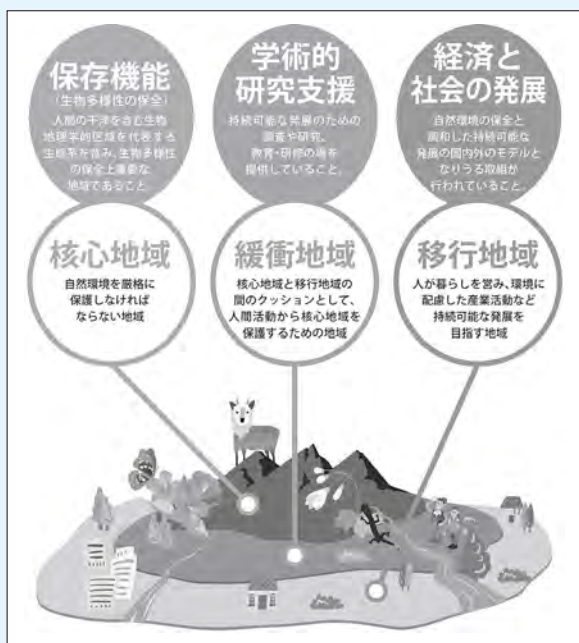 保存機能
(生物多様性の保全)
人間の干渉を含む生物
地理学的区域を代表する
生態系を含み、生物多様性
の保全上重要な
地域であること
学術的
研究支援
持続可能な発展のための
調査や研究、
教育・研修の場を
提供していること。
経済と
社会の発展
自然環境の保全と
調和した持続可能な
発展の国内外のモデルと
なりうる取組が
行われていること。
核心地域
自然環境を厳格に
保護しなければ
ならない地域
緩衝地域
核心地域と移行地域の
間のクッションとして、
人間活動から核心地域を
保護するための地域
移行地域
人が暮らしを営み、環境に
配慮した産業活動など
持続可能な発展を
目指す地域